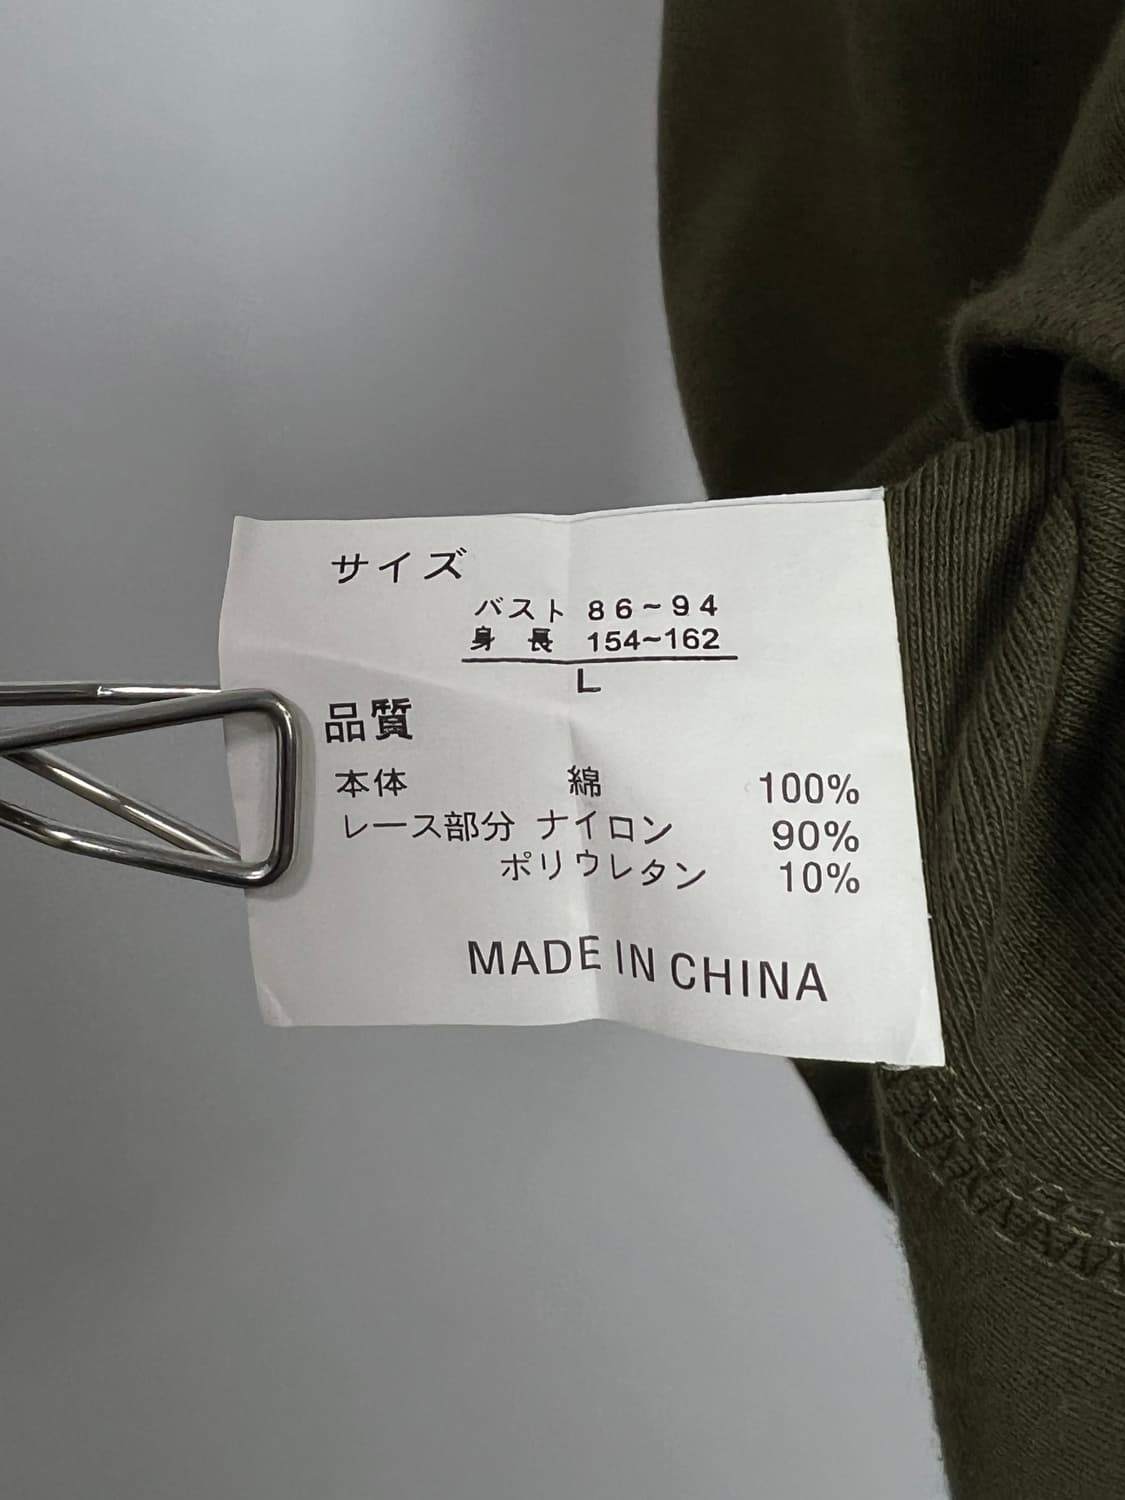 サイズ
バスト 86~94
身長 154~162
L
品質
本体 綿 100%
レース部分 ナイロン 90%
ポリウレタン 10%
MADE IN CHINA